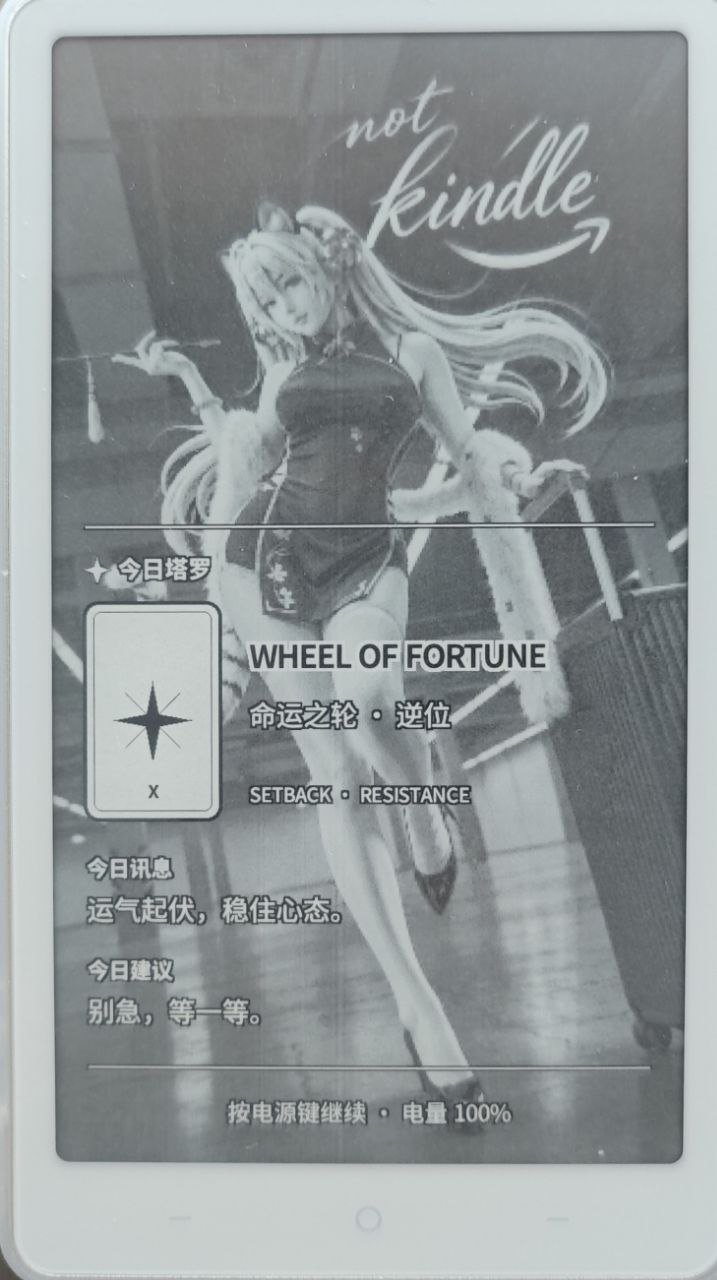 not
kindle
今日塔罗
WHEEL OF FORTUNE
命运之轮 · 逆位
X
SETBACK · RESISTANCE
今日讯息
运气起伏，稳住心态。
今日建议
别急，等一等。
按电源键继续 · 电量 100%